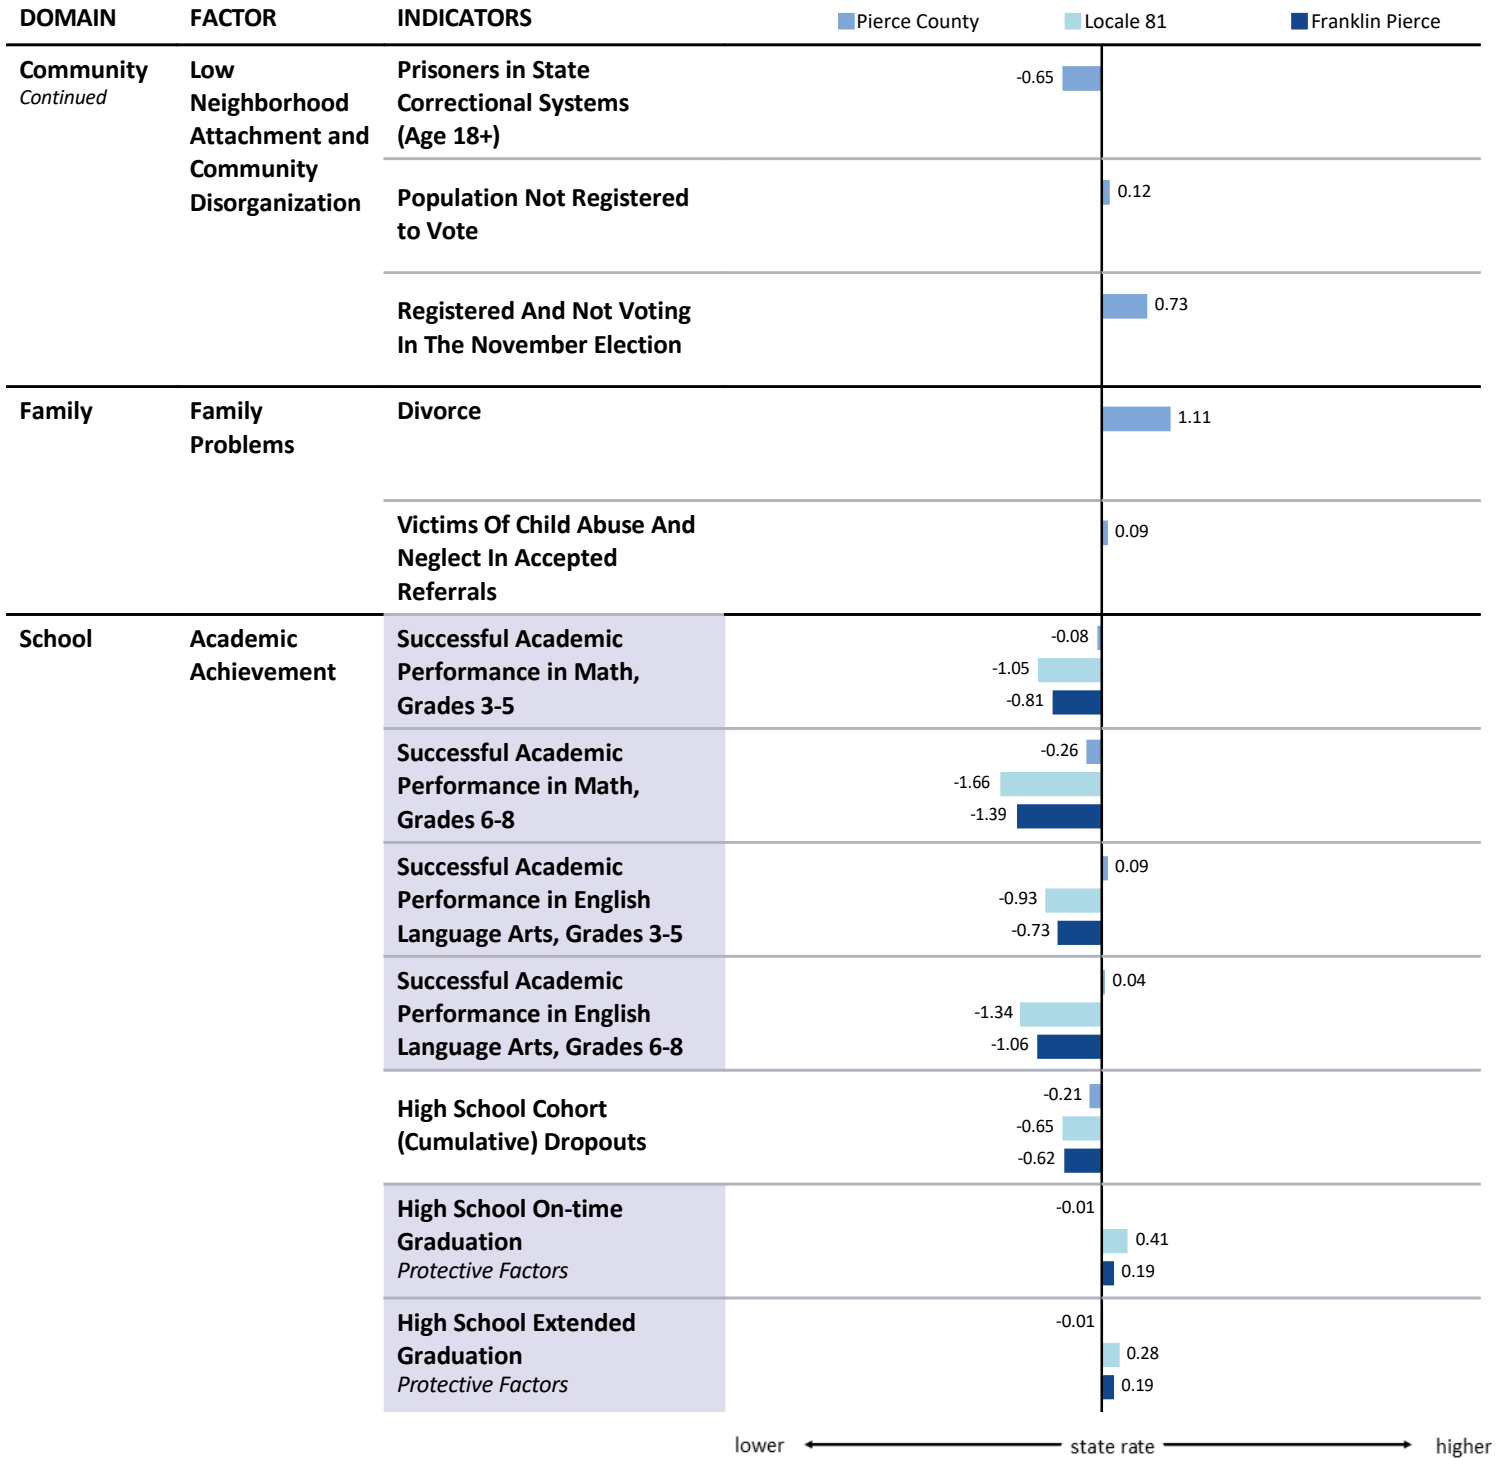 DOMAIN FACTOR INDICATORS Pierce County Locale 81 Franklin Pierce
Community
Continued
Low
Neighborhood
Attachment and
Community
Disorganization
Prisoners in State
Correctional Systems
(Age 18+)
-0.65
Population Not Registered
to Vote
0.12
Registered And Not Voting
In The November Election
0.73
Family
Family
Problems
Divorce
1.11
Victims Of Child Abuse And
Neglect In Accepted
Referrals
0.09
School
Academic
Achievement
Successful Academic
Performance in Math,
Grades 3-5
-0.08
-1.05
-0.81
Successful Academic
Performance in Math,
Grades 6-8
-0.26
-1.66
-1.39
Successful Academic
Performance in English
Language Arts, Grades 3-5
0.09
-0.93
-0.73
Successful Academic
Performance in English
Language Arts, Grades 6-8
0.04
-1.34
-1.06
High School Cohort
(Cumulative) Dropouts
-0.21
-0.65
-0.62
High School On-time
Graduation
Protective Factors
-0.01
0.41
0.19
High School Extended
Graduation
Protective Factors
-0.01
0.28
0.19
lower state rate higher